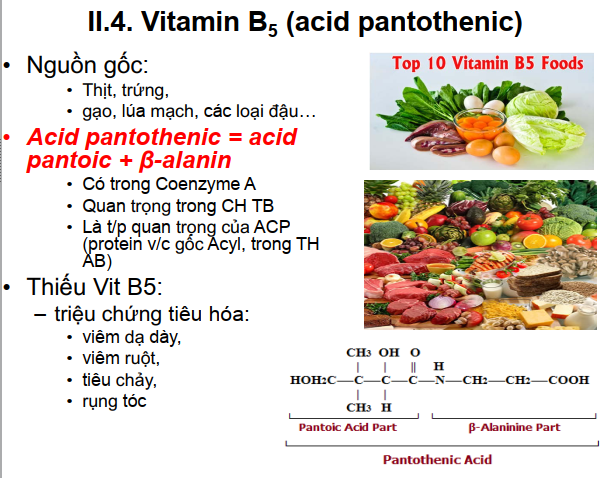 II.4. Vitamin B5 (acid pantothenic)
• Nguồn gốc:
• Thịt, trứng,
• gạo, lúa mạch, các loại đậu…
• Acid pantothenic = acid
pantoic + β-alanin
• Có trong Coenzyme A
• Quan trọng trong CH TB
• Là t/p quan trọng của ACP
(protein v/c gốc Acyl, trong TH
AB)
• Thiếu Vit B5:
– triệu chứng tiêu hóa:
• viêm dạ dày,
• viêm ruột,
• tiêu chảy,
• rụng tóc
Top 10 Vitamin B5 Foods
CH3 OH O
H
HOH2C—C—C—C—N—CH2—CH2—COOH
CH3 H
Pantoic Acid Part β-Alaninine Part
Pantothenic Acid